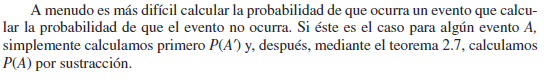 A menudo es más difícil calcular la probabilidad de que ocurra un evento que calcu-
lar la probabilidad de que el evento no ocurra. Si éste es el caso para algún evento A,
simplemente calculamos primero P(A′) y, después, mediante el teorema 2.7, calculamos
P(A) por sustracción.